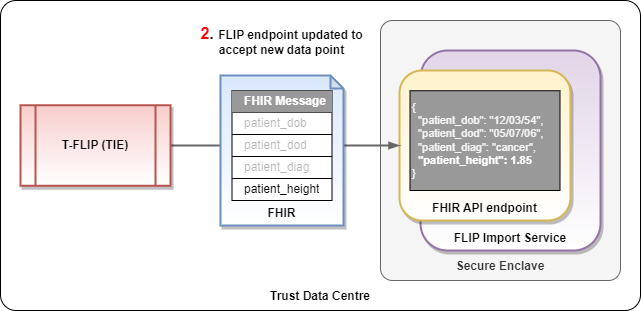 2. FLIP endpoint updated to
accept new data point
T-FLIP (TIE)
FHIR Message
patient_dob
patient_dod
patient_diag
patient_height
FHIR
{
"patient_dob": "12/03/54",
"patient_dod": "05/07/06",
"patient_diag": "cancer",
"patient_height": 1.85
}
FHIR API endpoint
FLIP Import Service
Secure Enclave
Trust Data Centre